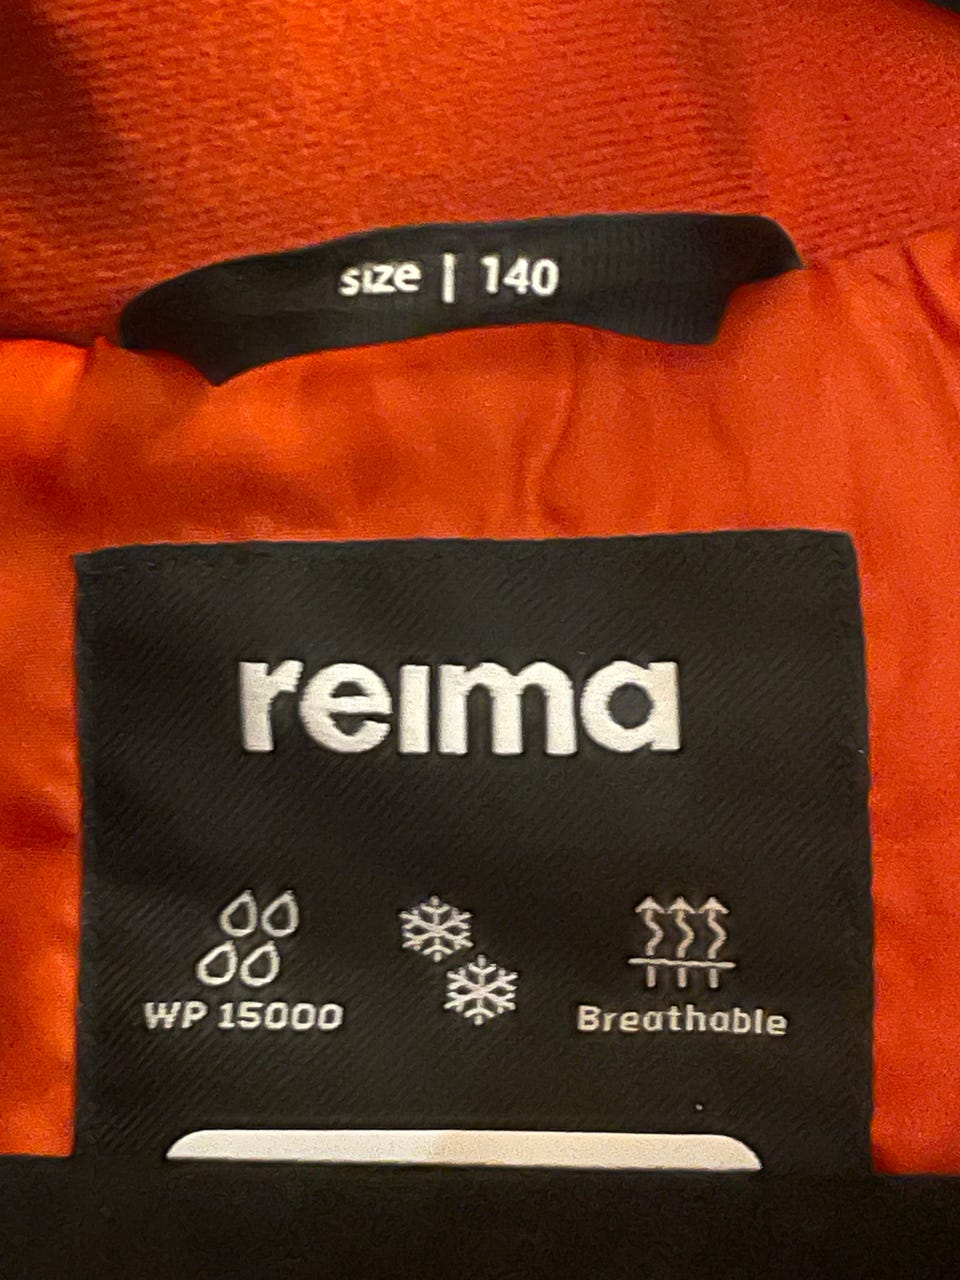 size | 140
reima
WP 15000
Breathable